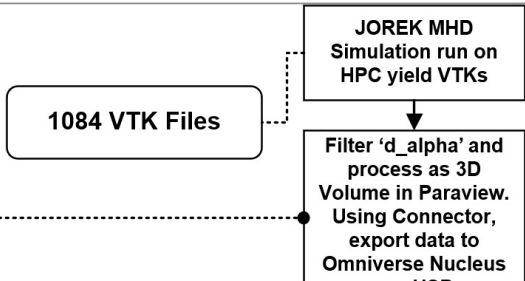 JOREK MHD
Simulation run on
HPC yield VTKs
1084 VTK Files
Filter ‘d_alpha’ and
process as 3D
Volume in Paraview.
Using Connector,
export data to
Omniverse Nucleus